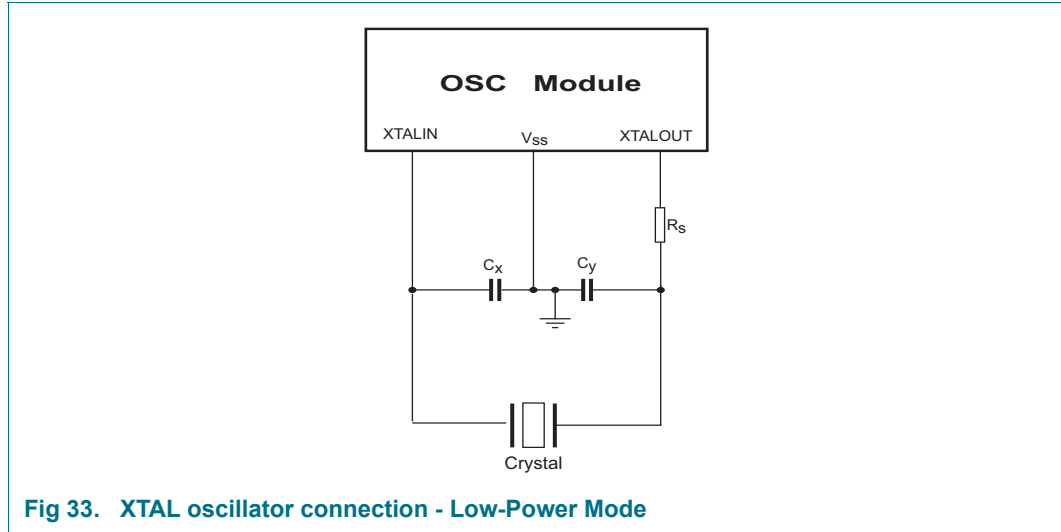 OSC Module
XTALIN
Vss
XTALOUT
Rs
Cx
Cy
Crystal
Fig 33. XTAL oscillator connection - Low-Power Mode